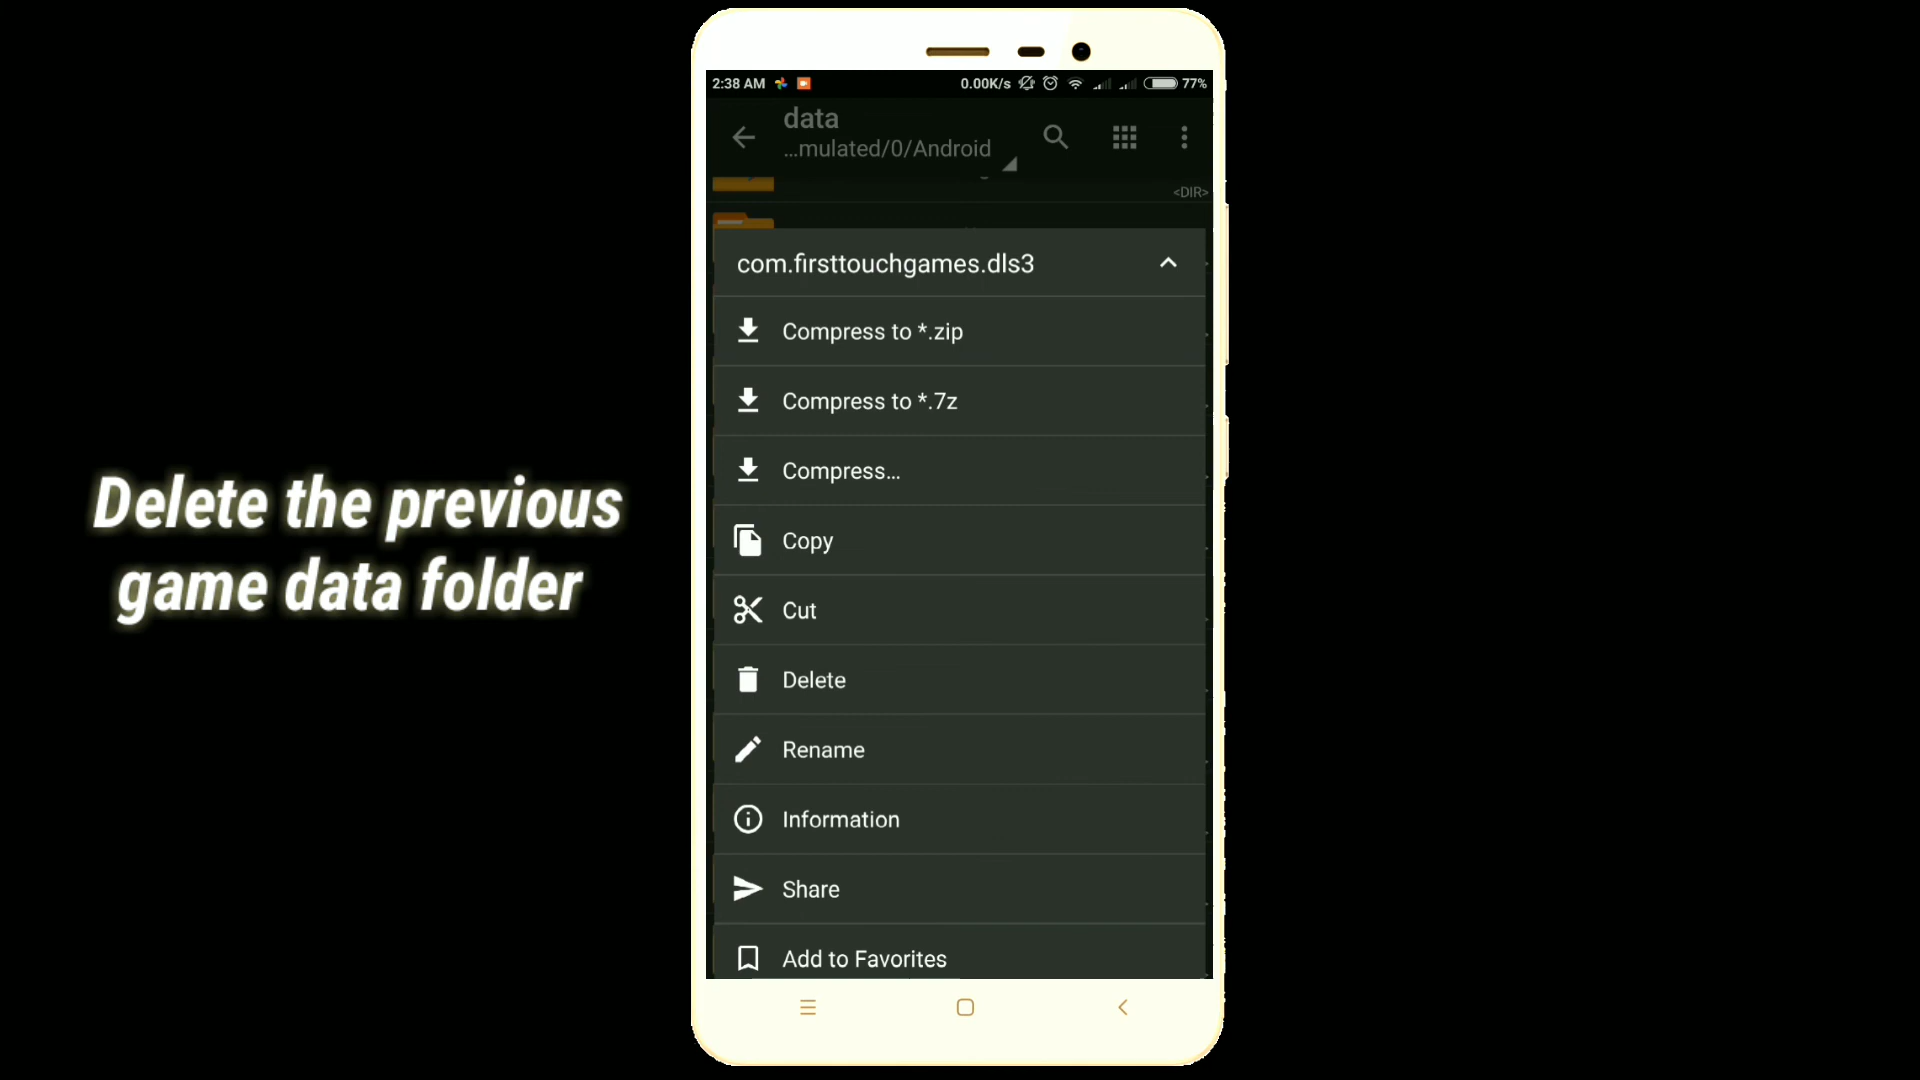 Delete the previous
game data folder
2:38 AM
0.00K/s
77%
data
...mulated/0/Android
<DIR>
com.firsttouchgames.dls3
Compress to *.zip
Compress to *.7z
Compress...
Copy
Cut
Delete
Rename
Information
Share
Add to Favorites